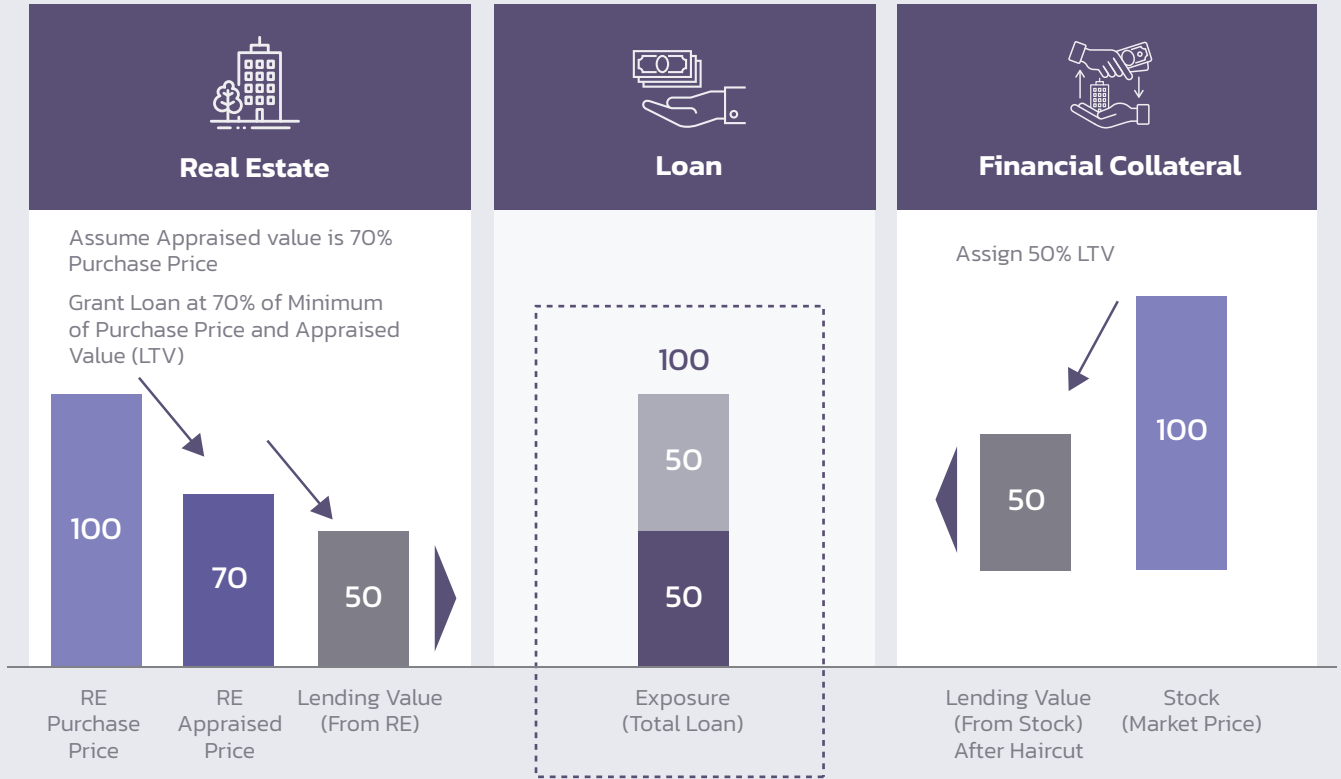 Real Estate
Assume Appraised value is 70%
Purchase Price
Grant Loan at 70% of Minimum
of Purchase Price and Appraised
Value (LTV)
100
70
50
RE
Purchase
Price
RE
Appraised
Price
Lending Value
(From RE)
Loan
100
50
50
Exposure
(Total Loan)
Financial Collateral
Assign 50% LTV
50
100
Lending Value
(From Stock)
After Haircut
Stock
(Market Price)